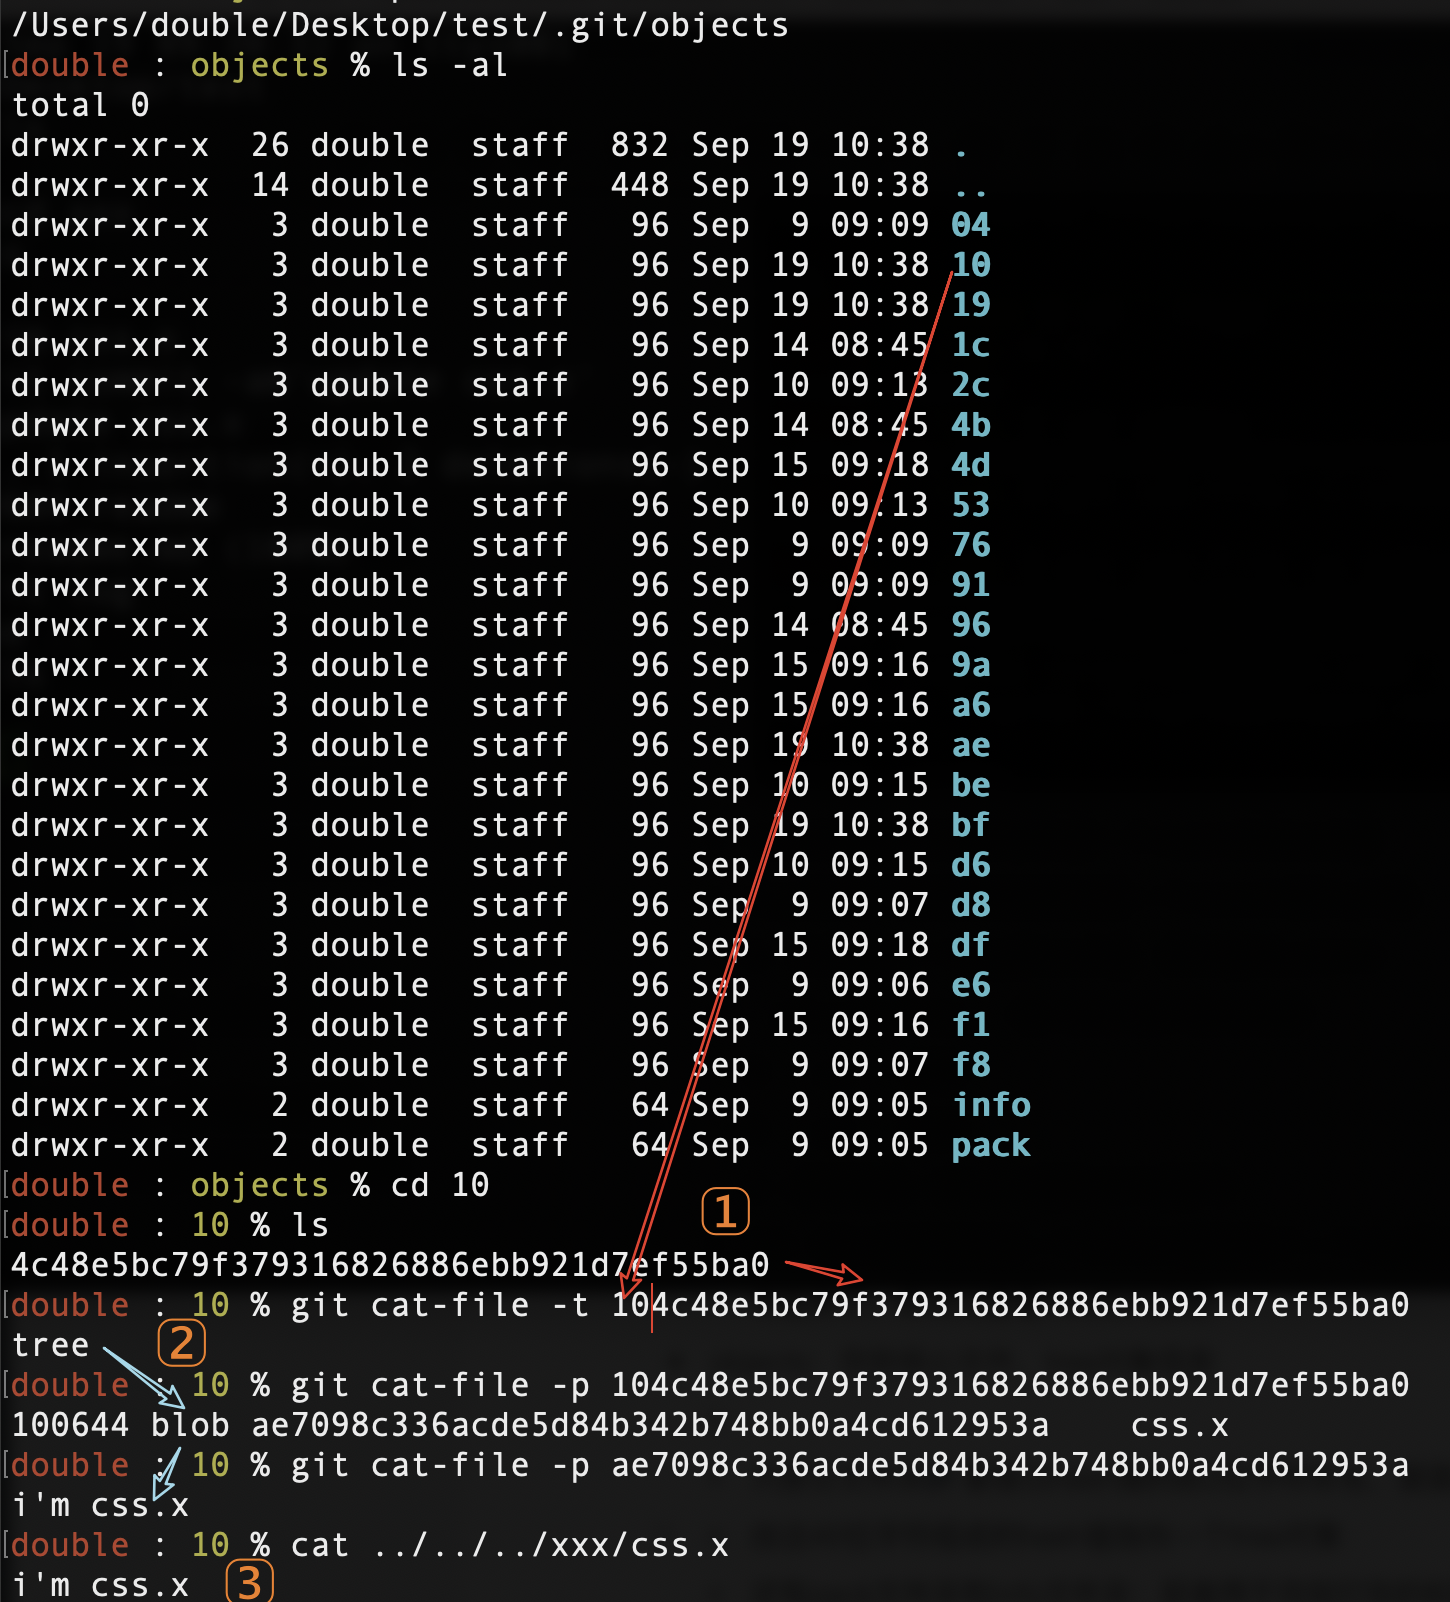 /Users/double/Desktop/test/.git/objects
[double : objects % ls -al
total 0
drwxr-xr-x  26 double  staff  832 Sep 19 10:38 .
drwxr-xr-x  14 double  staff  448 Sep 19 10:38 ..
drwxr-xr-x   3 double  staff   96 Sep  9 09:09 04
drwxr-xr-x   3 double  staff   96 Sep 19 10:38 10
drwxr-xr-x   3 double  staff   96 Sep 19 10:38 19
drwxr-xr-x   3 double  staff   96 Sep 14 08:45 1c
drwxr-xr-x   3 double  staff   96 Sep 10 09:13 2c
drwxr-xr-x   3 double  staff   96 Sep 14 08:45 4b
drwxr-xr-x   3 double  staff   96 Sep 15 09:18 4d
drwxr-xr-x   3 double  staff   96 Sep 10 09:13 53
drwxr-xr-x   3 double  staff   96 Sep  9 09:09 76
drwxr-xr-x   3 double  staff   96 Sep  9 09:09 91
drwxr-xr-x   3 double  staff   96 Sep 14 08:45 96
drwxr-xr-x   3 double  staff   96 Sep 15 09:16 9a
drwxr-xr-x   3 double  staff   96 Sep 15 09:16 a6
drwxr-xr-x   3 double  staff   96 Sep 19 10:38 ae
drwxr-xr-x   3 double  staff   96 Sep 10 09:15 be
drwxr-xr-x   3 double  staff   96 Sep 19 10:38 bf
drwxr-xr-x   3 double  staff   96 Sep 10 09:15 d6
drwxr-xr-x   3 double  staff   96 Sep  9 09:07 d8
drwxr-xr-x   3 double  staff   96 Sep 15 09:18 df
drwxr-xr-x   3 double  staff   96 Sep  9 09:06 e6
drwxr-xr-x   3 double  staff   96 Sep 15 09:16 f1
drwxr-xr-x   3 double  staff   96 Sep  9 09:07 f8
drwxr-xr-x   2 double  staff   64 Sep  9 09:05 info
drwxr-xr-x   2 double  staff   64 Sep  9 09:05 pack
[double : objects % cd 10
[double : 10 % ls
1
4c48e5bc79f379316826886ebb921d7ef55ba0
[double : 10 % git cat-file -t 104c48e5bc79f379316826886ebb921d7ef55ba0
tree
2
[double : 10 % git cat-file -p 104c48e5bc79f379316826886ebb921d7ef55ba0
100644 blob ae7098c336acde5d84b342b748bb0a4cd612953a    css.x
[double : 10 % git cat-file -p ae7098c336acde5d84b342b748bb0a4cd612953a
i'm css.x
[double : 10 % cat ../../../xxx/css.x
i'm css.x
3